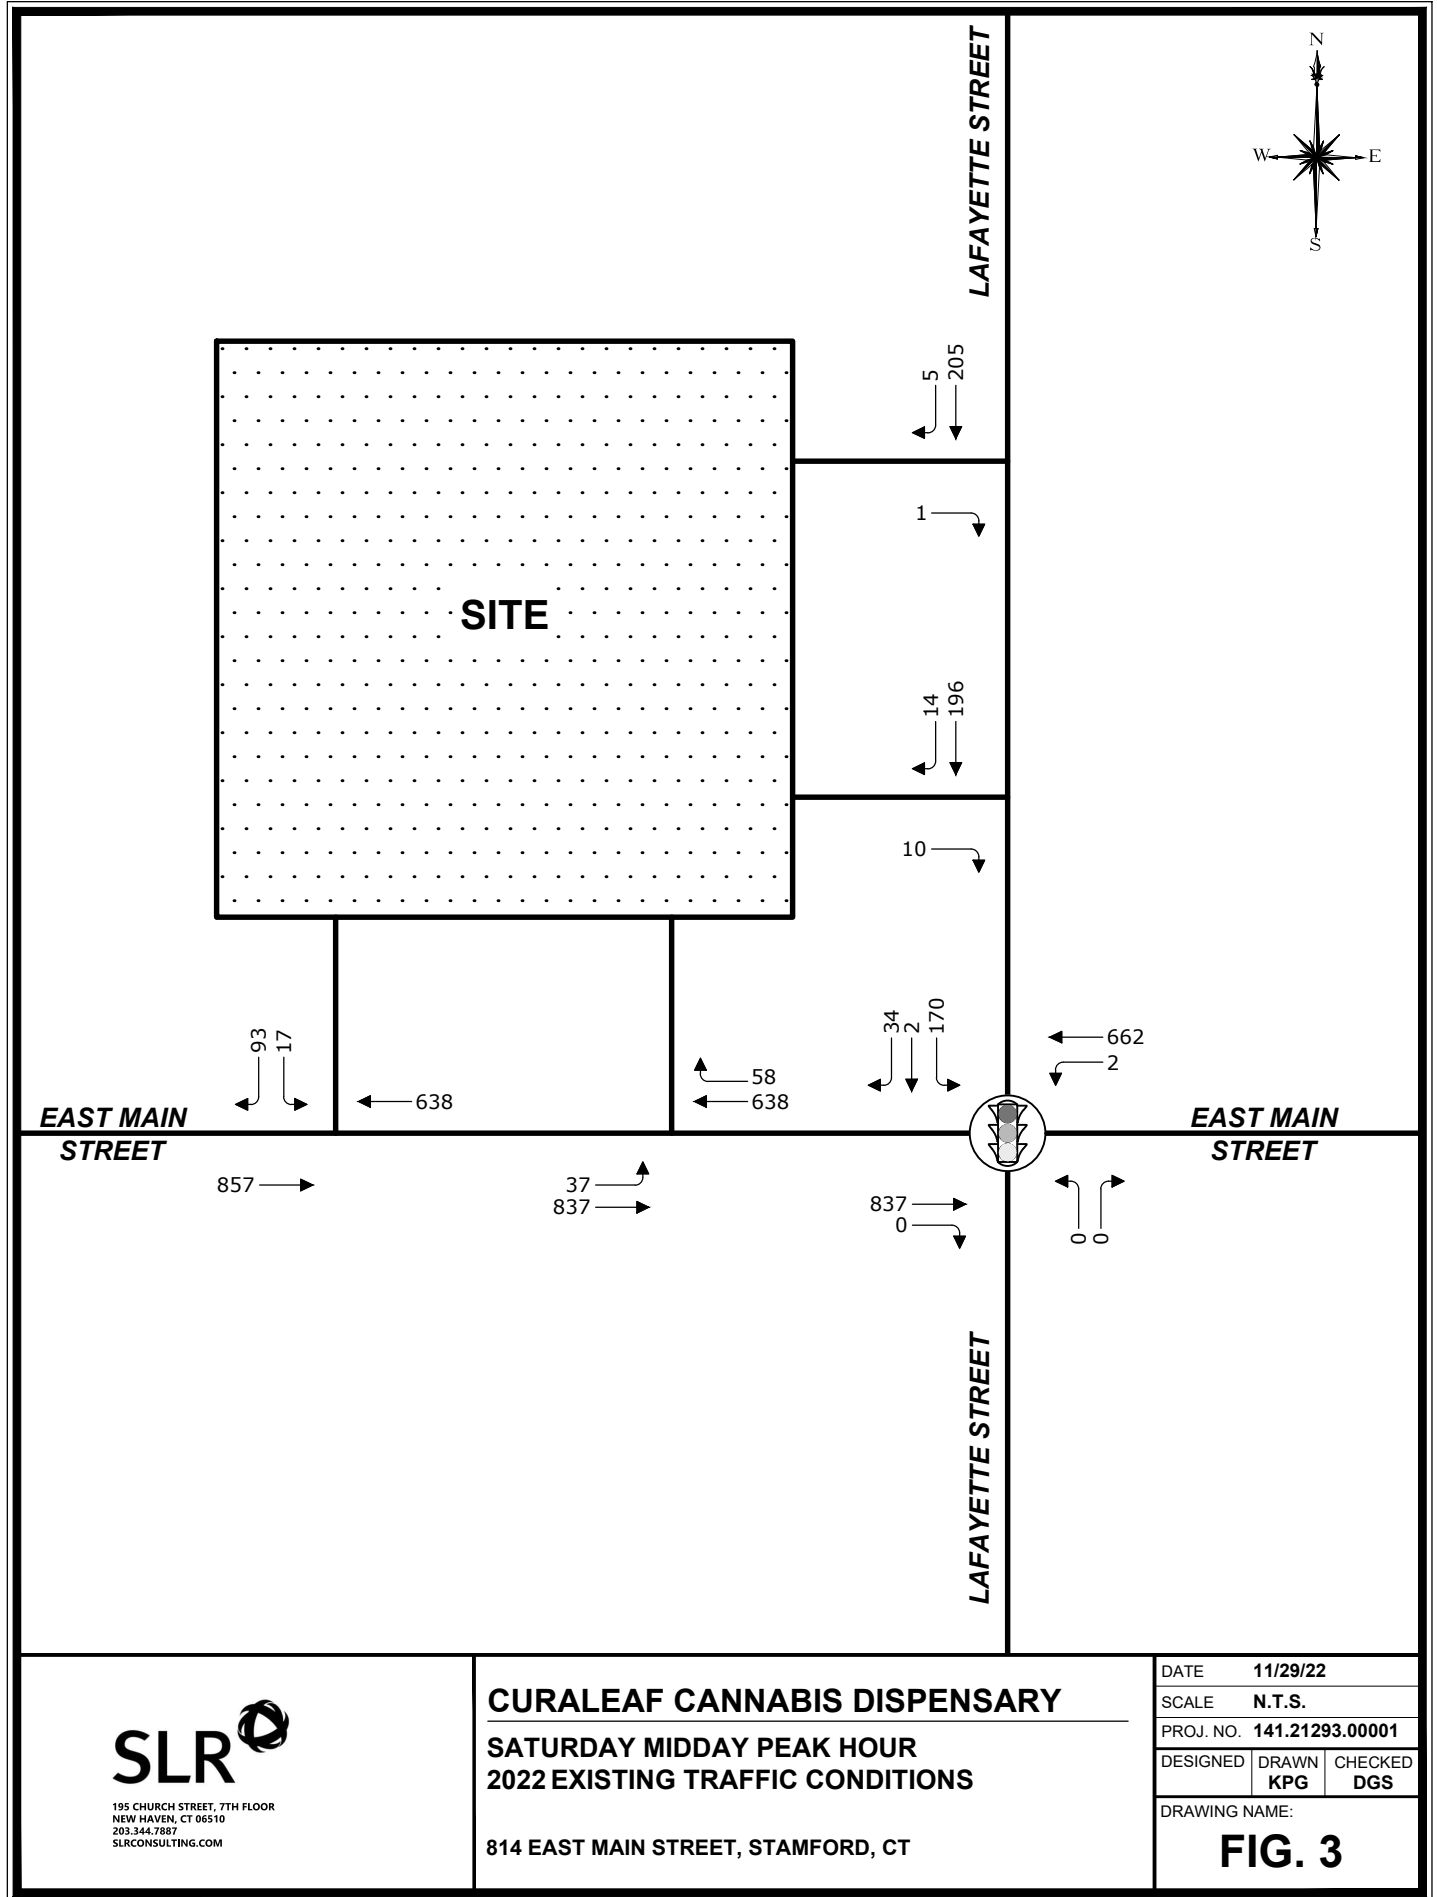 LAFAYETTE STREET
N
W
E
S
5
205
1
SITE
14
196
10
93
17
638
58
638
34
2
170
662
2
EAST MAIN
STREET
EAST MAIN
STREET
857
37
837
837
0
0
0
LAFAYETTE STREET
SLR
195 CHURCH STREET, 7TH FLOOR
NEW HAVEN, CT 06510
203.344.7887
SLRCONSULTING.COM
CURALEAF CANNABIS DISPENSARY
SATURDAY MIDDAY PEAK HOUR
2022 EXISTING TRAFFIC CONDITIONS
814 EAST MAIN STREET, STAMFORD, CT
DATE 11/29/22
SCALE N.T.S.
PROJ. NO. 141.21293.00001
DESIGNED DRAWN CHECKED
KPG DGS
DRAWING NAME:
FIG. 3